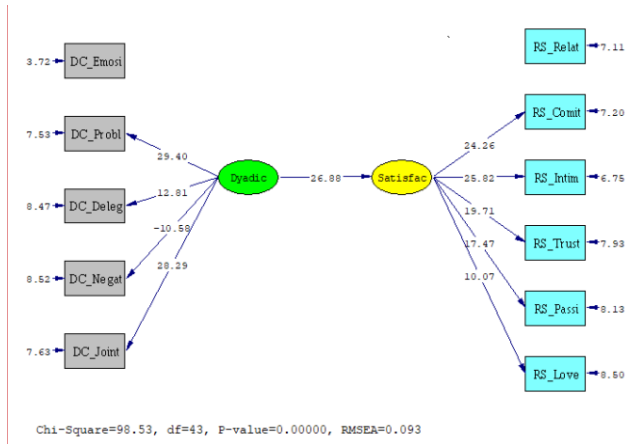 RS_Relat
7.11
3.72
DC_Emosi
RS_Comit
7.20
7.53
DC_Probl
24.26
29.40
Dyadic
26.88
Satisfac
25.82
RS_Intim
6.75
12.81
8.47
DC_Deleg
19.71
-10.58
17.47
RS_Trust
7.93
28.29
10.07
8.52
DC_Negat
RS_Passi
8.13
7.63
DC_Joint
RS_Love
8.50
Chi-Square=98.53, df=43, P-value=0.00000, RMSEA=0.093